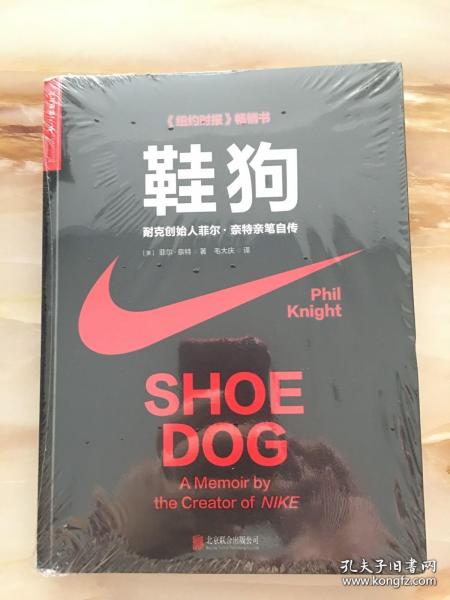 《纽约时报》畅销书
鞋狗
耐克创始人菲尔·奈特亲笔自传
［美］菲尔·奈特 著 毛大庆 译
Phil
Knight
SHOE
DOG
A Memoir by
the Creator of NIKE
北京联合出版公司
孔夫子旧书网
www.kongfz.com